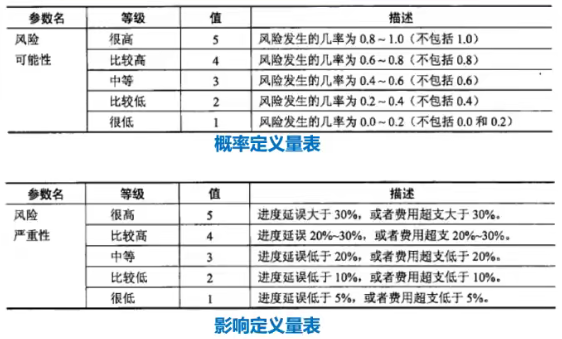 参数名 等级 值 描述
风险 很高 5 风险发生的几率为 0.8~1.0（不包括 1.0）
可能性 比较高 4 风险发生的几率为 0.6~0.8（不包括 0.8）
中等 3 风险发生的几率为 0.4~0.6（不包括 0.6）
比较低 2 风险发生的几率为 0.2~0.4（不包括 0.4）
很低 1 风险发生的几率为 0.0~0.2（不包括 0.0 和 0.2）
概率定义量表
参数名 等级 值 描述
风险 很高 5 进度延误大于 30%，或者费用超支大于 30%。
严重性 比较高 4 进度延误 20%~30%，或者费用超支 20%~30%。
中等 3 进度延误低于 20%，或者费用超支低于 20%。
比较低 2 进度延误低于 10%，或者费用超支低于 10%。
很低 1 进度延误低于 5%，或者费用超支低于 5%。
影响定义量表